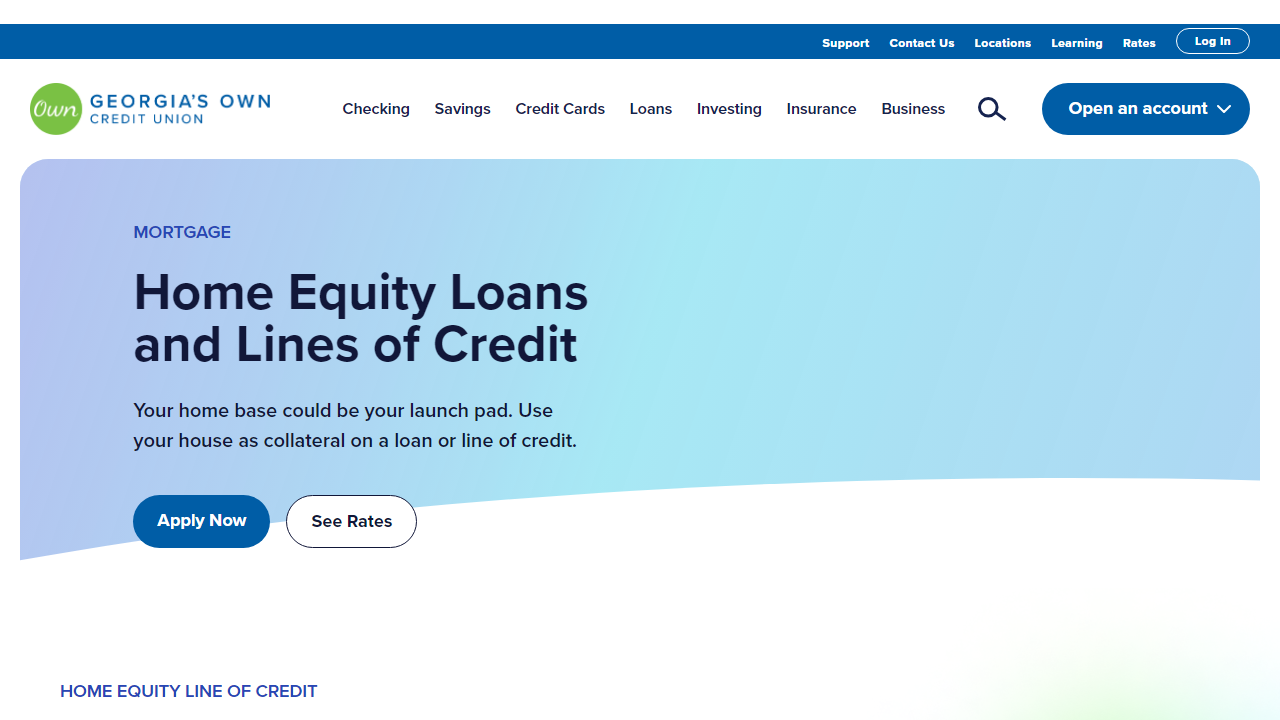 Support Contact Us Locations Learning Rates Log In
Own GEORGIA'S OWN
CREDIT UNION
Checking Savings Credit Cards Loans Investing Insurance Business Open an account
MORTGAGE
Home Equity Loans
and Lines of Credit
Your home base could be your launch pad. Use
your house as collateral on a loan or line of credit.
Apply Now See Rates
HOME EQUITY LINE OF CREDIT